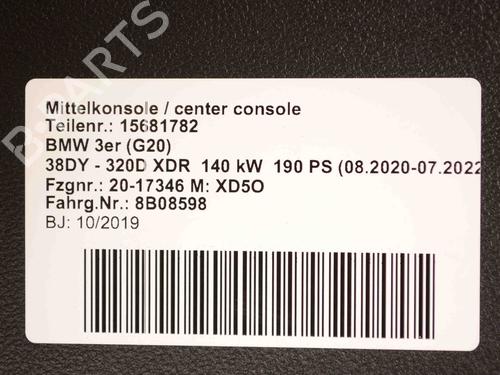 B-PARTS
Mittelkonsole / center console
Teilenr.: 15681782
BMW 3er (G20)
38DY - 320D XDR 140 kW 190 PS (08.2020-07.2022
Fzgnr.: 20-17346 M: XD5O
Fahrg.Nr.: 8B08598
BJ: 10/2019